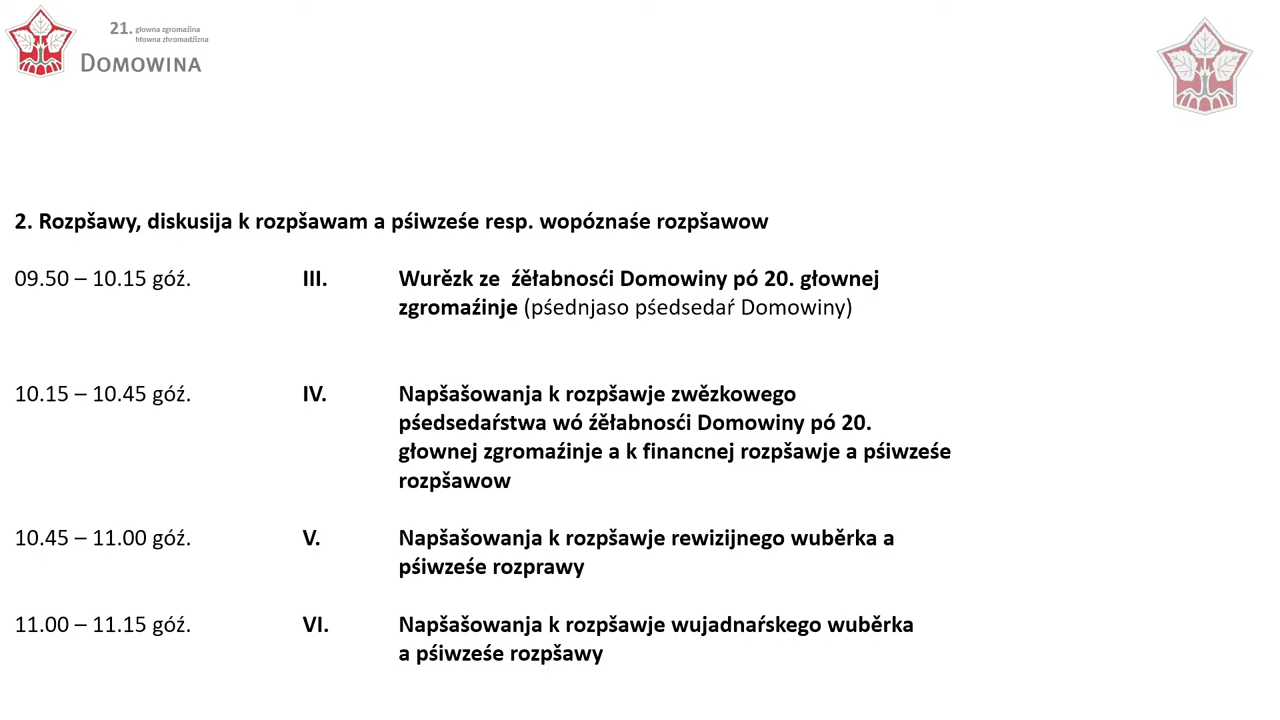 21. głowna zgromaźina
hłowna zhromadźizna
DOMOWINA
2. Rozpšawy, diskusija k rozpšawam a pśiwześe resp. wopóznaśe rozpšawow
09.50 – 10.15 góź. III. Wurězk ze źěłabnosći Domowiny pó 20. głownej
zgromaźinje (pśednjaso pśedsedaŕ Domowiny)
10.15 – 10.45 góź. IV. Napšašowanja k rozpšawje zwězkowego
pśedsedaŕstwa wó źěłabnosći Domowiny pó 20.
głownej zgromaźinje a k financnej rozpšawje a pśiwześe
rozpšawow
10.45 – 11.00 góź. V. Napšašowanja k rozpšawje rewizijnego wuběrka a
pśiwześe rozprawy
11.00 – 11.15 góź. VI. Napšašowanja k rozpšawje wujadnaŕskego wuběrka
a pśiwześe rozpšawy